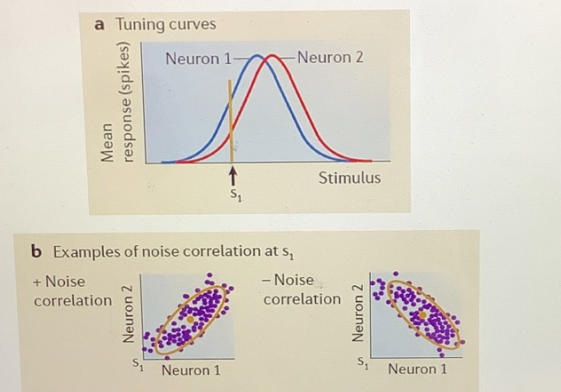 a Tuning curves
Neuron 1
Neuron 2
Mean
response (spikes)
Stimulus
s1
b Examples of noise correlation at s1
+ Noise
correlation
Neuron 2
s1
Neuron 1
– Noise
correlation
Neuron 2
s1
Neuron 1